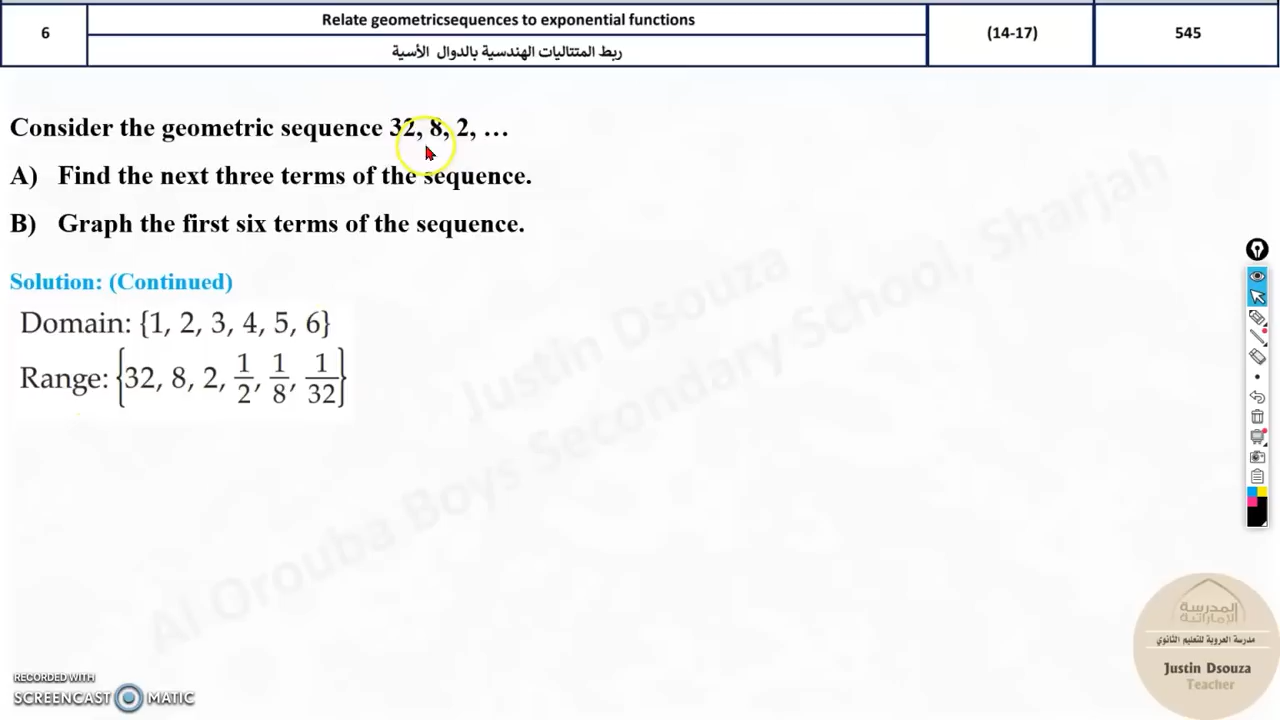 6
Relate geometricsequences to exponential functions
ربط المتتاليات الهندسية بالدوال الأسية
(14-17)
545
Consider the geometric sequence 32, 8, 2, …
A) Find the next three terms of the sequence.
B) Graph the first six terms of the sequence.
Solution: (Continued)
Domain: {1, 2, 3, 4, 5, 6}
Range: {32, 8, 2, 1/2, 1/8, 1/32}
Justin Dsouza
Al Orouba Boys Secondary School, Sharjah
المدرسة
الإماراتية
مدرسة العروبة للتعليم الثانوي
Justin Dsouza
Teacher
RECORDED WITH
SCREENCAST MATIC